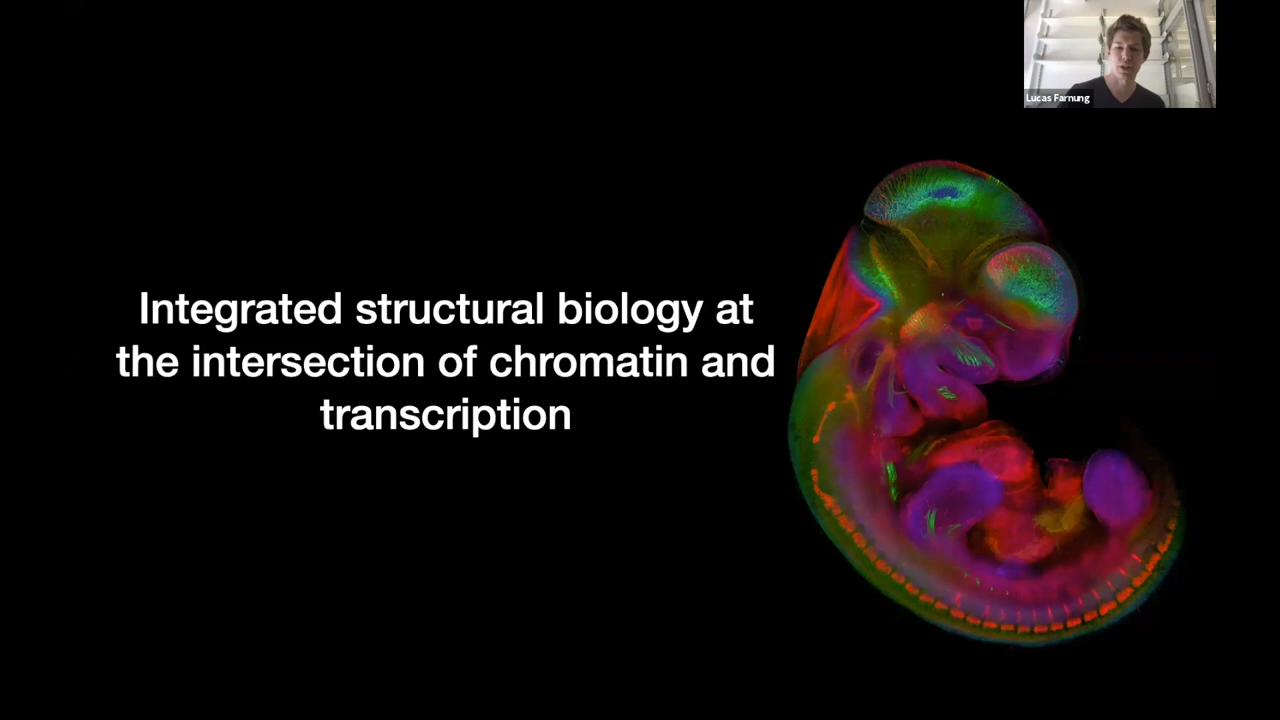 Lucas Farnung
Integrated structural biology at
the intersection of chromatin and
transcription